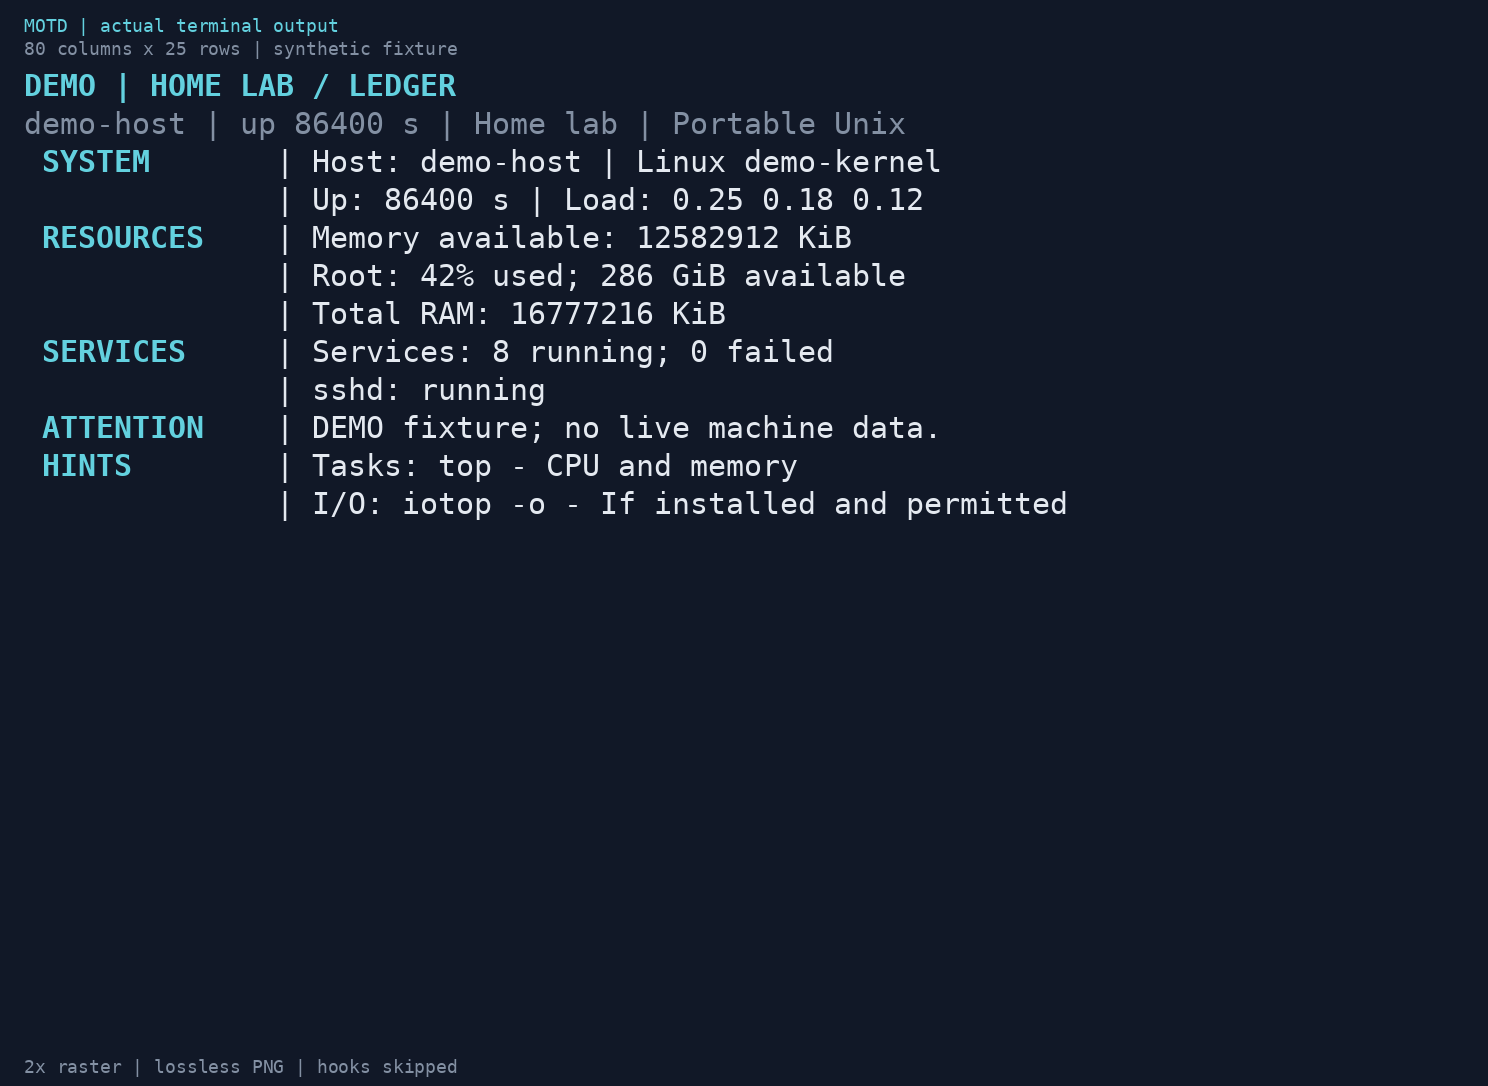 MOTD | actual terminal output
80 columns x 25 rows | synthetic fixture
DEMO | HOME LAB / LEDGER
demo-host | up 86400 s | Home lab | Portable Unix
SYSTEM | Host: demo-host | Linux demo-kernel
| Up: 86400 s | Load: 0.25 0.18 0.12
RESOURCES | Memory available: 12582912 KiB
| Root: 42% used; 286 GiB available
| Total RAM: 16777216 KiB
SERVICES | Services: 8 running; 0 failed
| sshd: running
ATTENTION | DEMO fixture; no live machine data.
HINTS | Tasks: top - CPU and memory
| I/O: iotop -o - If installed and permitted
2x raster | lossless PNG | hooks skipped